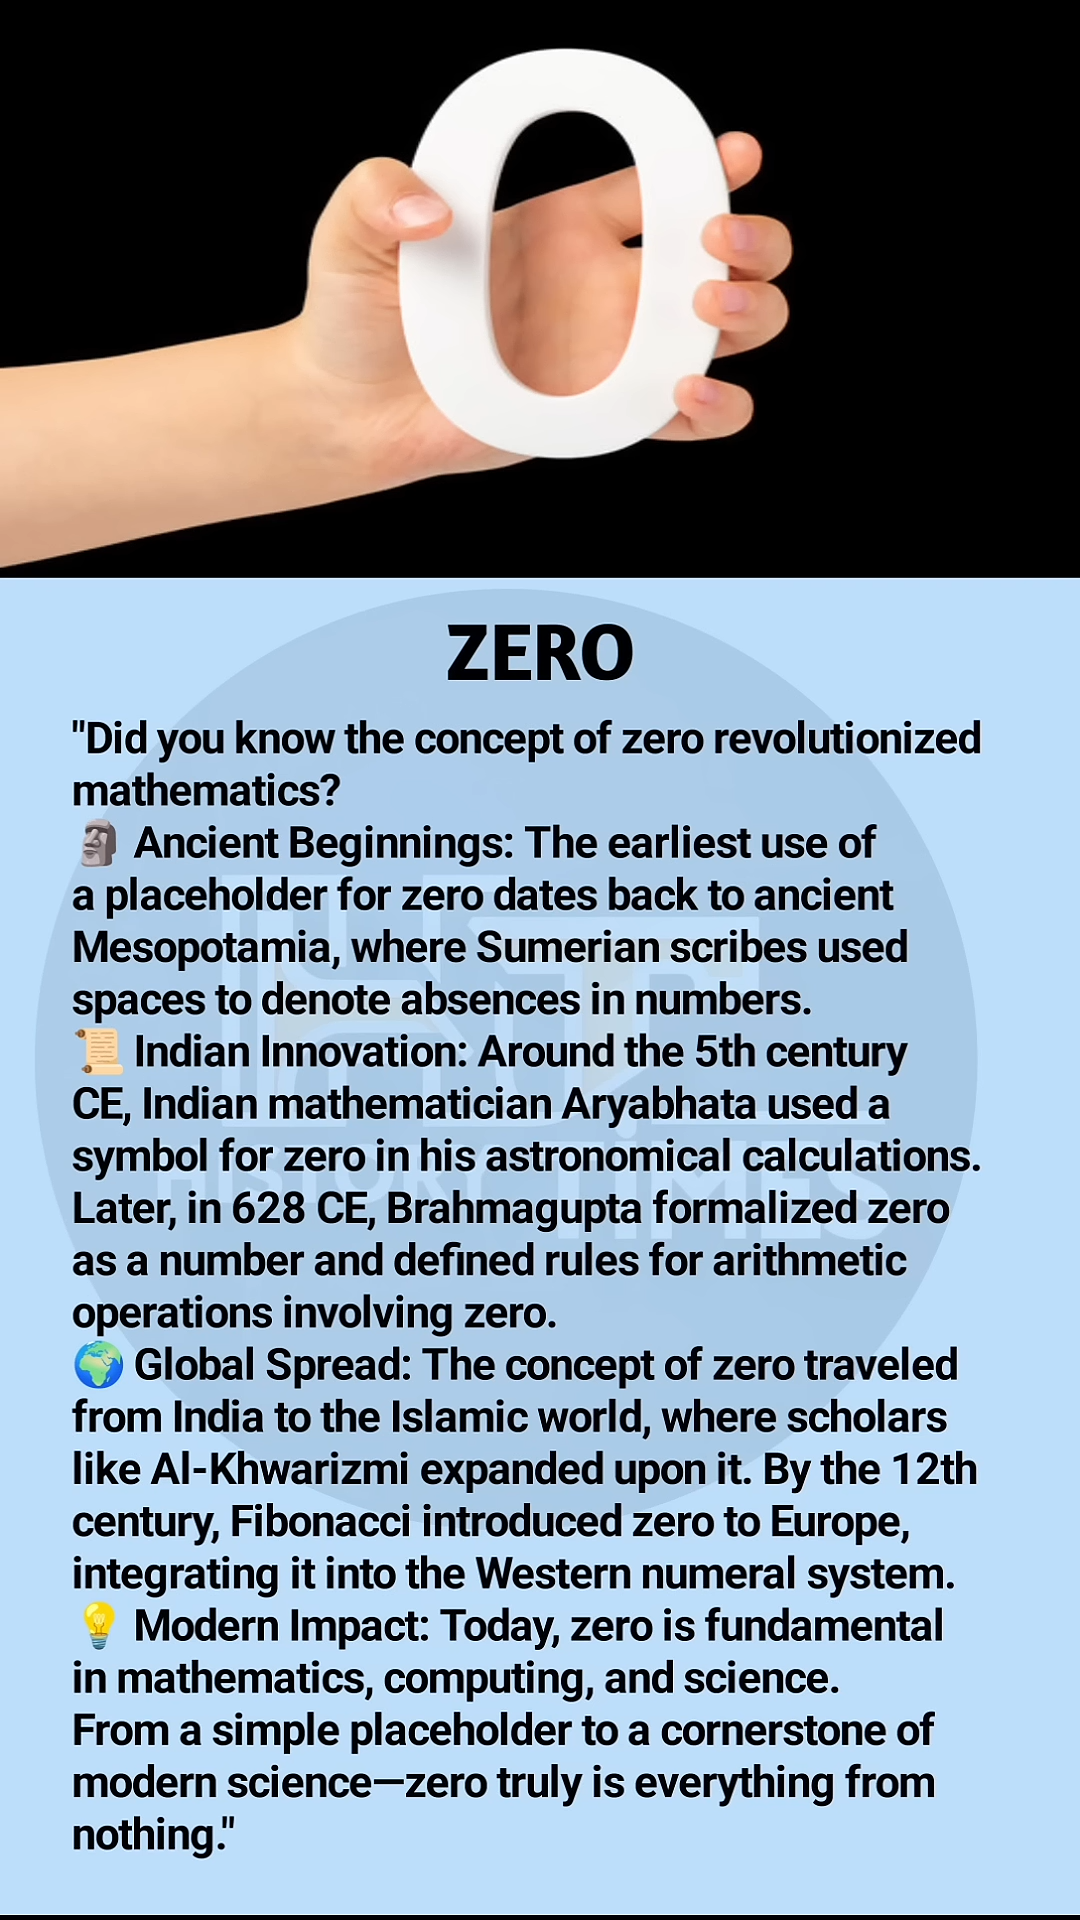 0
ZERO
"Did you know the concept of zero revolutionized
mathematics?
🗿 Ancient Beginnings: The earliest use of
a placeholder for zero dates back to ancient
Mesopotamia, where Sumerian scribes used
spaces to denote absences in numbers.
📜 Indian Innovation: Around the 5th century
CE, Indian mathematician Aryabhata used a
symbol for zero in his astronomical calculations.
Later, in 628 CE, Brahmagupta formalized zero
as a number and defined rules for arithmetic
operations involving zero.
🌍 Global Spread: The concept of zero traveled
from India to the Islamic world, where scholars
like Al-Khwarizmi expanded upon it. By the 12th
century, Fibonacci introduced zero to Europe,
integrating it into the Western numeral system.
💡 Modern Impact: Today, zero is fundamental
in mathematics, computing, and science.
From a simple placeholder to a cornerstone of
modern science—zero truly is everything from
nothing."
HISTORY TIMES